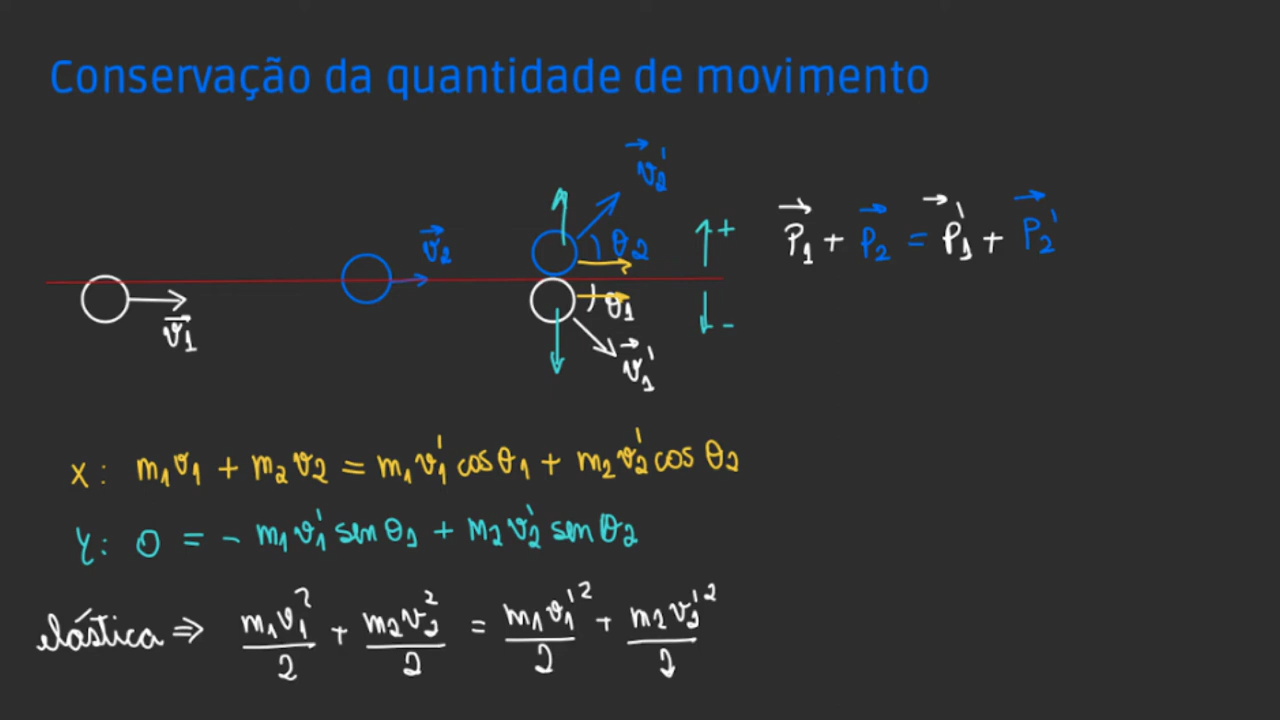 Conservação da quantidade de movimento
v⃗₂'
θ₂
v⃗₂
+
P⃗₁ + P⃗₂ = P⃗₁' + P⃗₂'
v⃗₁
θ₁
-
v⃗₁'
X: m₁v₁ + m₂v₂ = m₁v₁' cos θ₁ + m₂v₂' cos θ₂
Y: 0 = - m₁v₁' sen θ₁ + m₂v₂' sen θ₂
elástica ⇒ m₁v₁²/2 + m₂v₂²/2 = m₁v₁'²/2 + m₂v₂'²/2